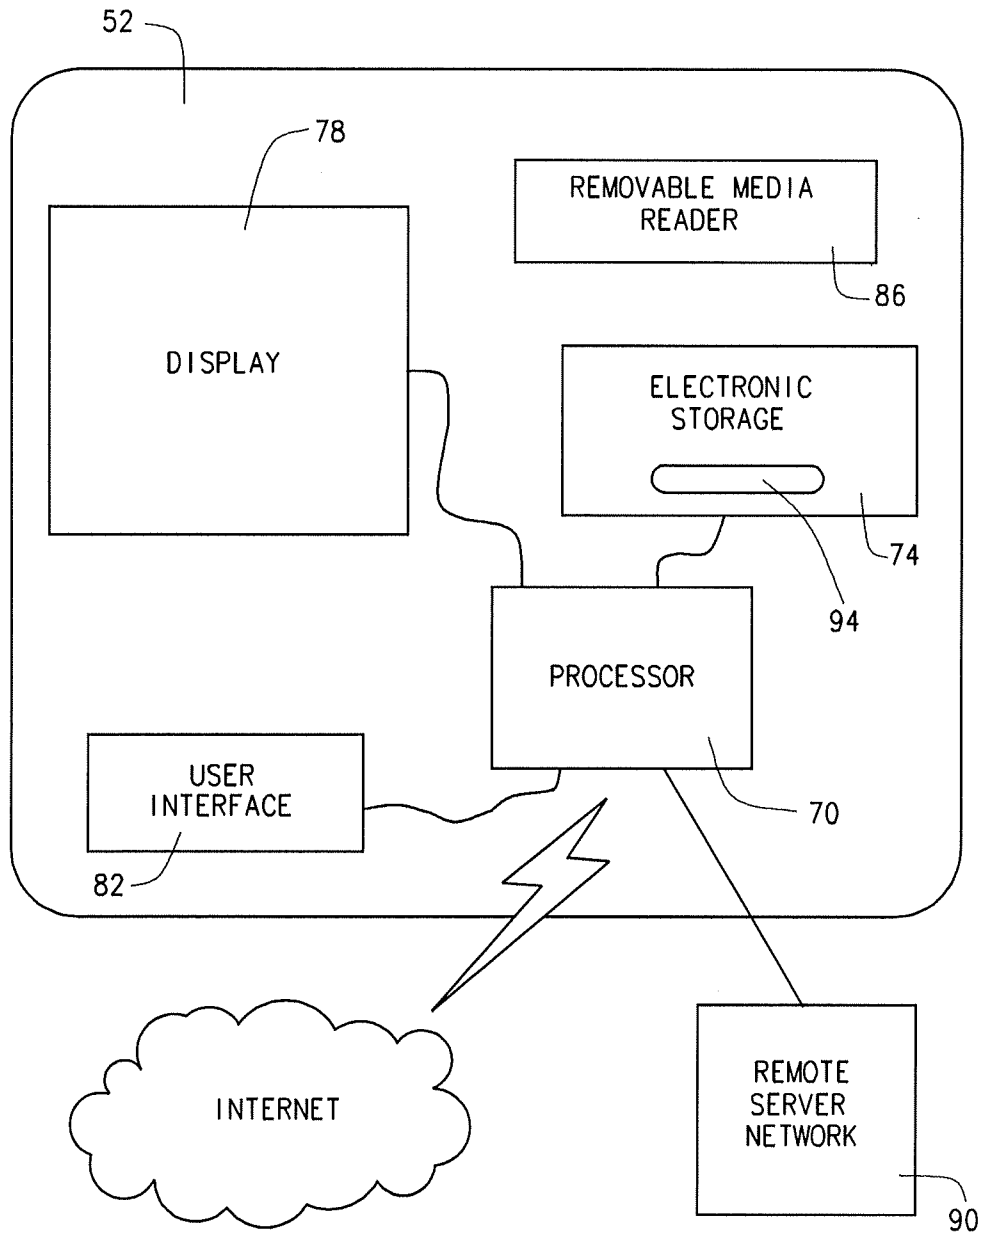 52
78
REMOVABLE MEDIA
READER
86
DISPLAY
ELECTRONIC
STORAGE
74
94
PROCESSOR
USER
INTERFACE
70
82
INTERNET
REMOTE
SERVER
NETWORK
90